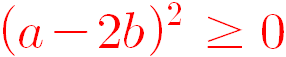 (a − 2b)² ≥ 0